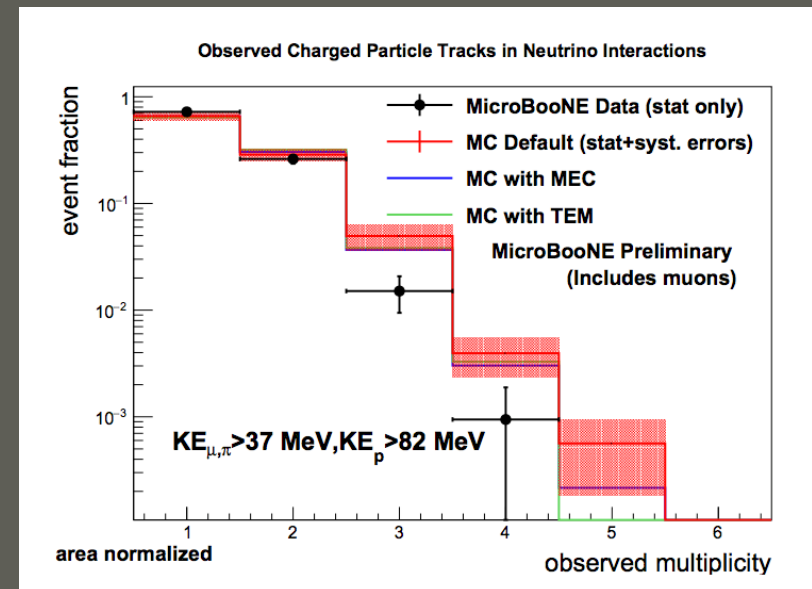 Observed Charged Particle Tracks in Neutrino Interactions
event fraction
1
10⁻¹
10⁻²
10⁻³
MicroBooNE Data (stat only)
MC Default (stat+syst. errors)
MC with MEC
MC with TEM
MicroBooNE Preliminary
(Includes muons)
KE_μ,π>37 MeV,KE_p>82 MeV
1 2 3 4 5 6
area normalized
observed multiplicity